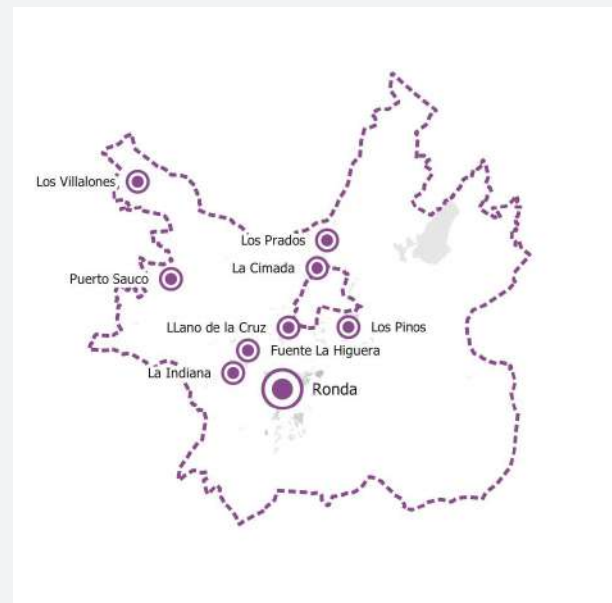 Los Villalones
Los Prados
La Cimada
Puerto Sauco
LLano de la Cruz
Los Pinos
Fuente La Higuera
La Indiana
Ronda